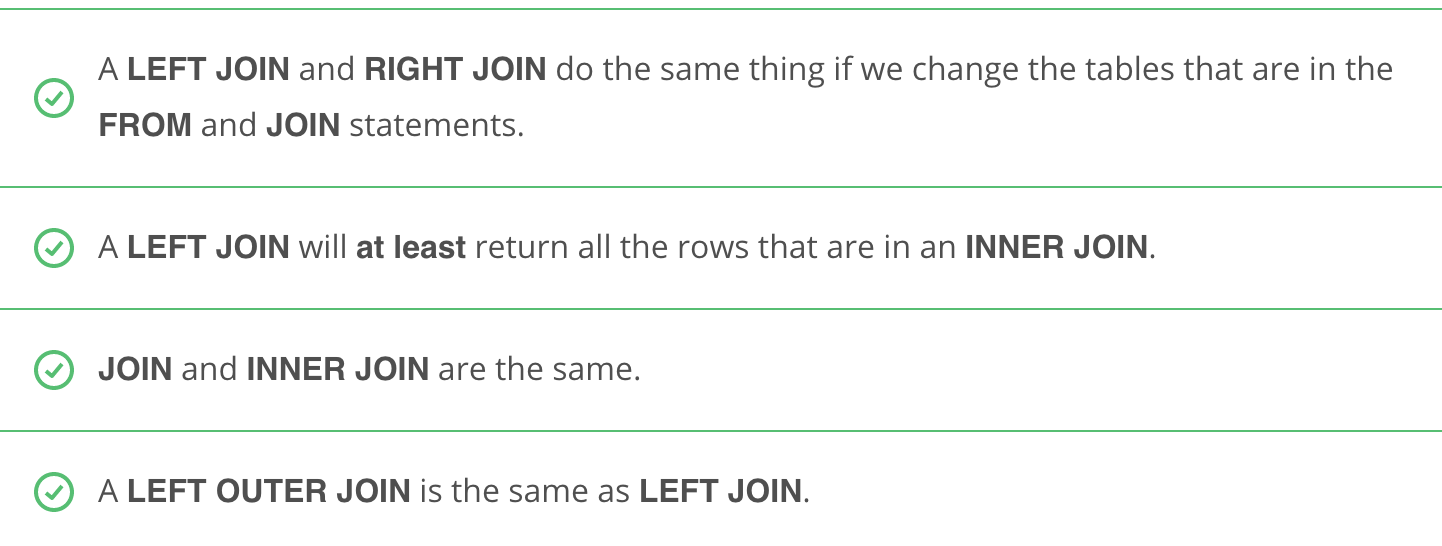 A LEFT JOIN and RIGHT JOIN do the same thing if we change the tables that are in the
FROM and JOIN statements.
A LEFT JOIN will at least return all the rows that are in an INNER JOIN.
JOIN and INNER JOIN are the same.
A LEFT OUTER JOIN is the same as LEFT JOIN.